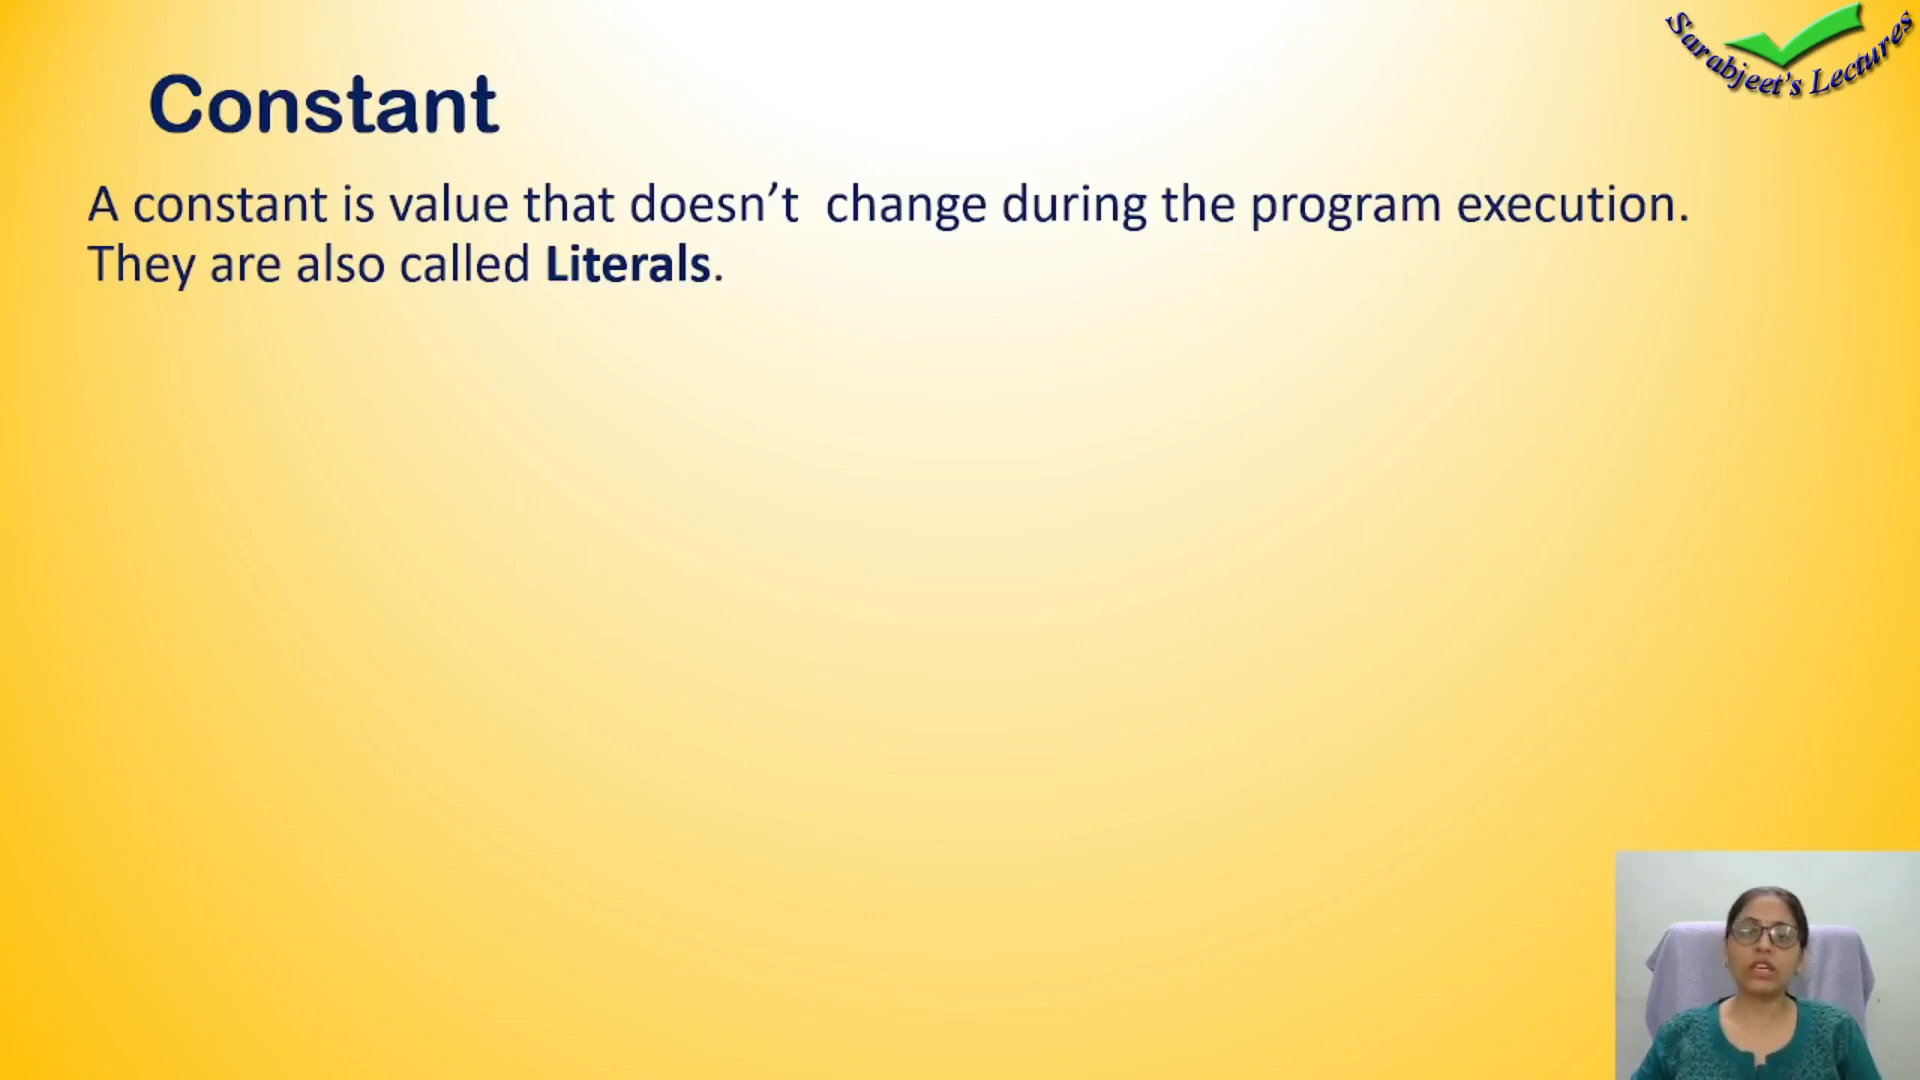 Sarabjeet's Lectures
Constant
A constant is value that doesn’t  change during the program execution.
They are also called Literals.